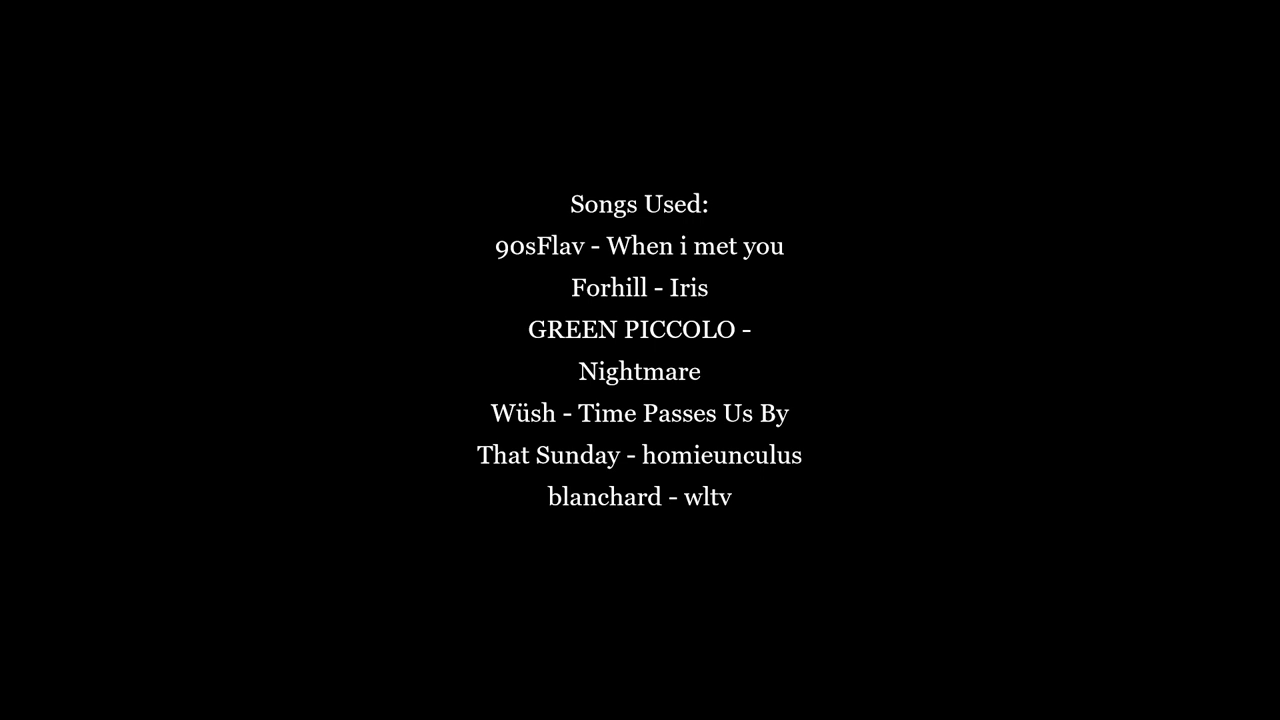 Songs Used:
90sFlav - When i met you
Forhill - Iris
GREEN PICCOLO -
Nightmare
Wüsh - Time Passes Us By
That Sunday - homieunculus
blanchard - wltv